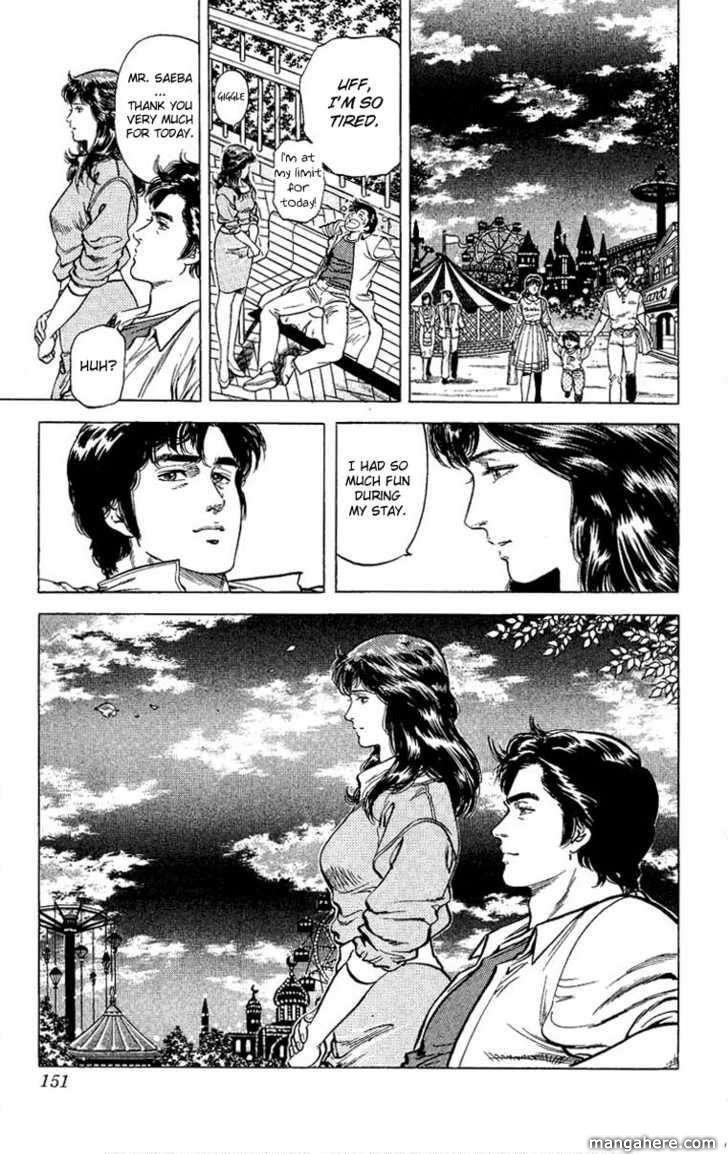 UFF,
I'M SO
TIRED.
GIGGLE
I'm at
my limit
for
today!
MR. SAEBA
...
THANK YOU
VERY MUCH
FOR TODAY.
HUH?
I HAD SO
MUCH FUN
DURING
MY STAY.
151
mangahere.com